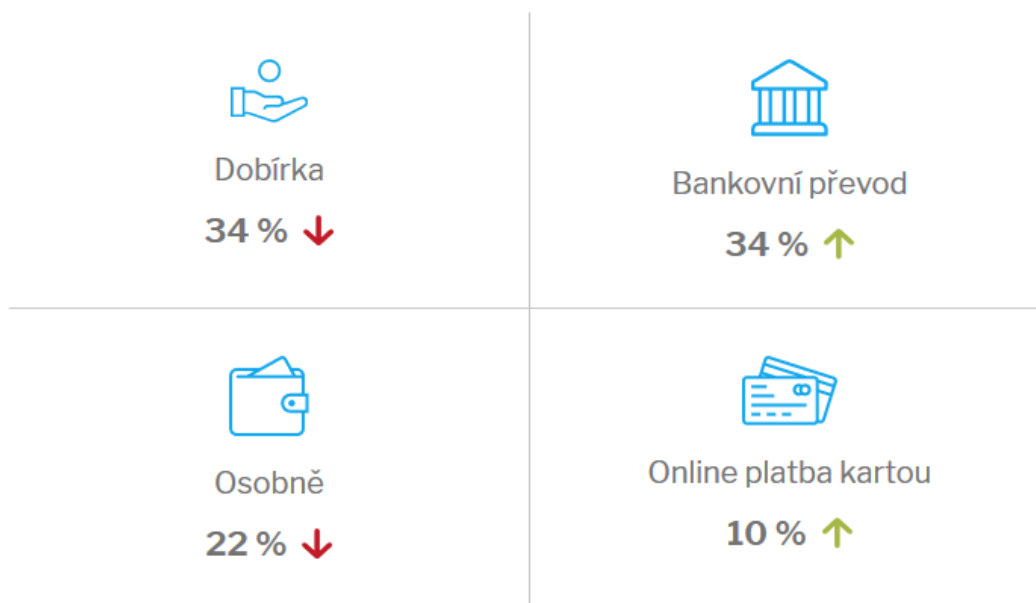 Dobírka
34 %
Bankovní převod
34 %
Osobně
22 %
Online platba kartou
10 %